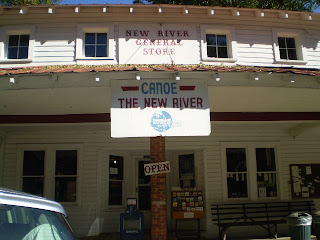 NEW RIVER
GENERAL
STORE
CANOE
THE NEW RIVER
OPEN